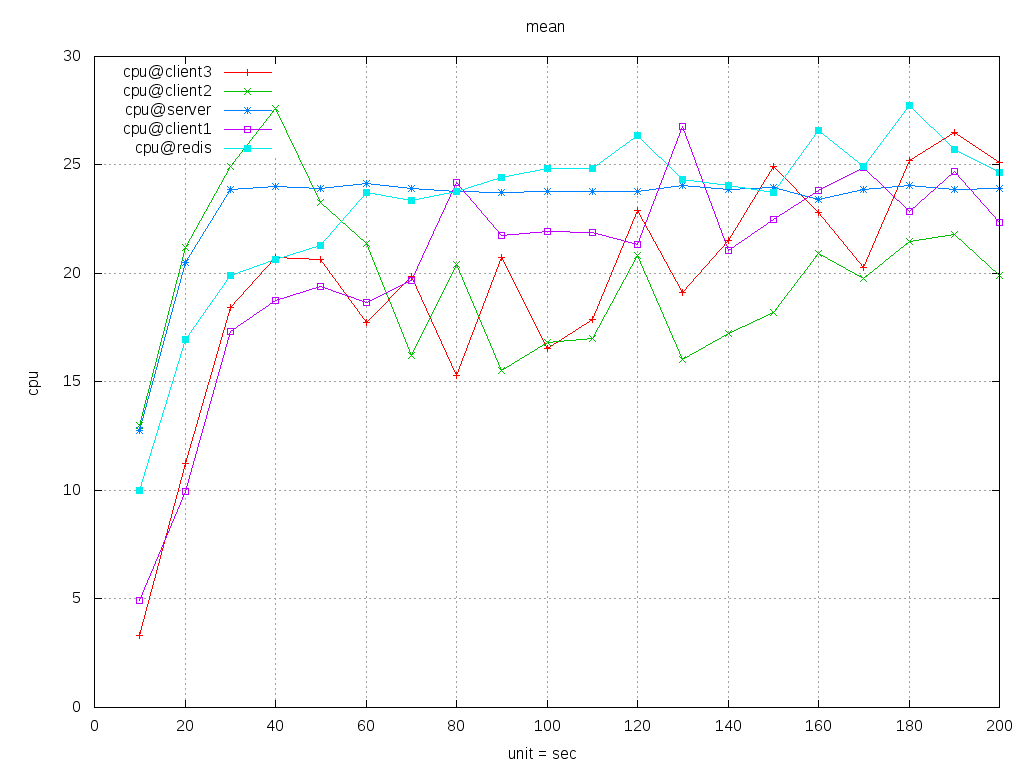 mean
30
25
20
15
10
5
0
cpu
cpu@client3
cpu@client2
cpu@server
cpu@client1
cpu@redis
0 20 40 60 80 100 120 140 160 180 200
unit = sec